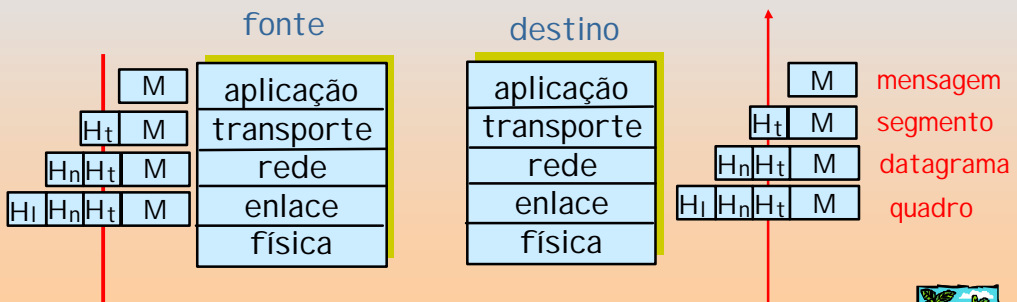 fonte destino
M aplicação aplicação M mensagem
Ht M transporte transporte Ht M segmento
Hn Ht M rede rede Hn Ht M datagrama
Hl Hn Ht M enlace enlace Hl Hn Ht M quadro
física física